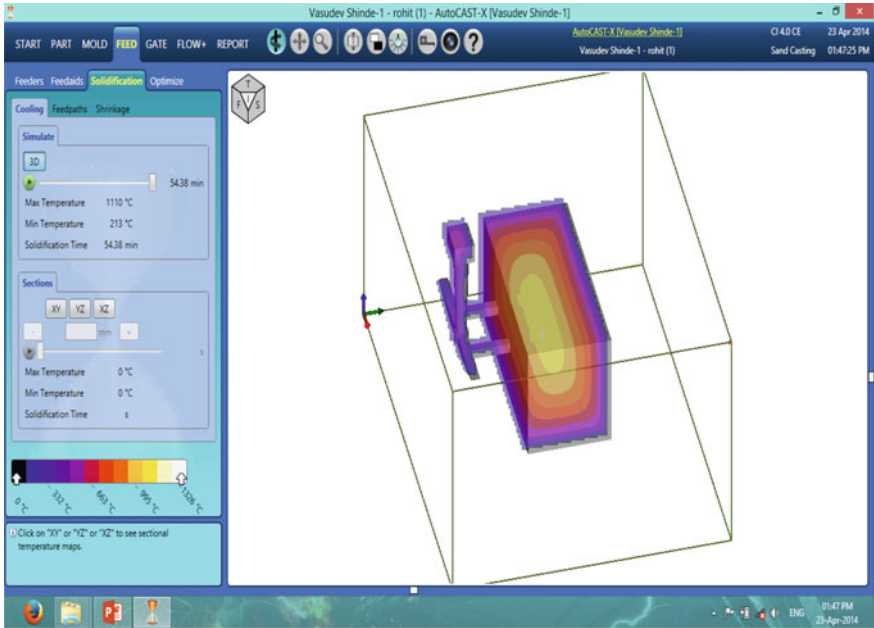 Vasudev Shinde-1 - rohit (1) - AutoCAST-X [Vasudev Shinde-1]
START PART MOLD FEED GATE FLOW+ REPORT
AutoCAST-X [Vasudev Shinde-1]
Vasudev Shinde-1 - rohit (1)
CI 4.0 CE
Sand Casting
23 Apr 2014
01:47:25 PM
Feeders Feedaids Solidification Optimize
Cooling Feedpaths Shrinkage
Simulate
3D
54.38 min
Max Temperature 1110 °C
Min Temperature 213 °C
Solidification Time 54.38 min
Sections
XY YZ XZ
- mm +
s
Max Temperature 0 °C
Min Temperature 0 °C
Solidification Time s
0 °C 332 °C 663 °C 995 °C 1326 °C
Click on "XY" or "YZ" or "XZ" to see sectional
temperature maps.
T
F S
ENG
01:47 PM
23-Apr-2014